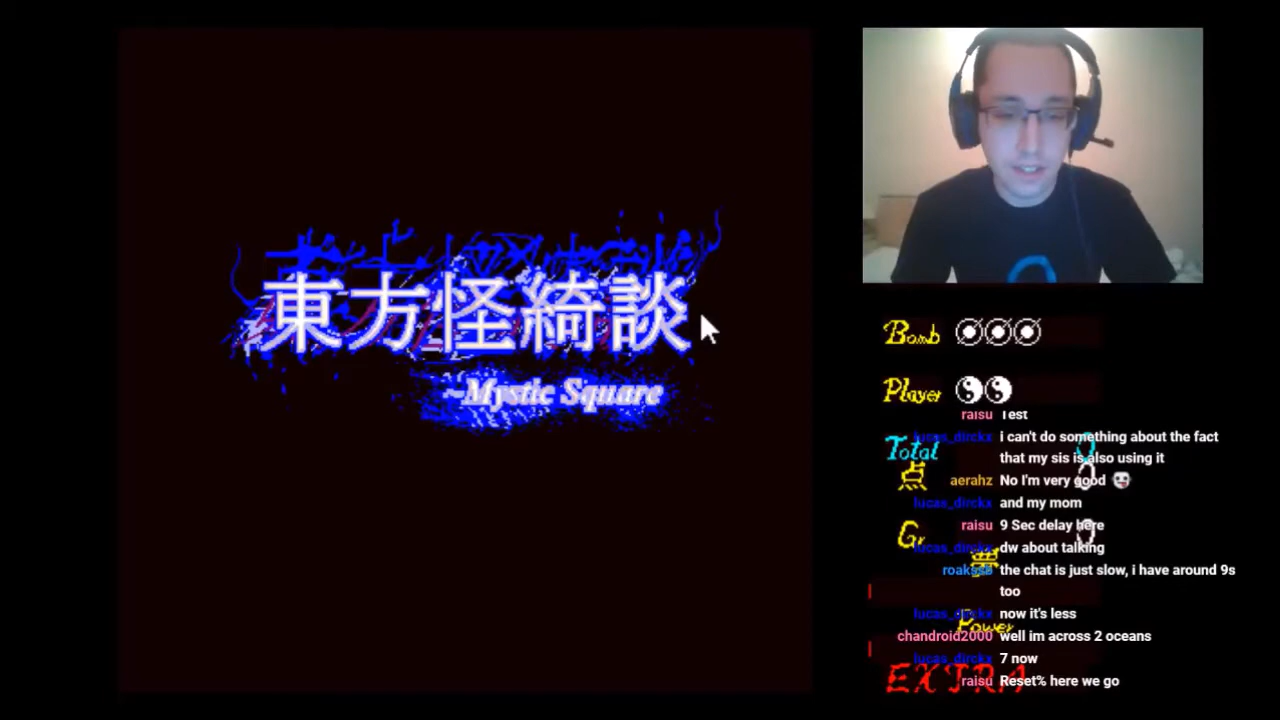 東方怪綺談
~Mystic Square
Bomb
Player
raisu Test
lucas_dirckx i can't do something about the fact
that my sis is also using it
Total
点
aerahz No I'm very good
lucas_dirckx and my mom
raisu 9 Sec delay here
lucas_dirckx dw about talking
roakssb the chat is just slow, i have around 9s
too
lucas_dirckx now it's less
Power
chandroid2000 well im across 2 oceans
lucas_dirckx 7 now
EXTRA
raisu Reset% here we go